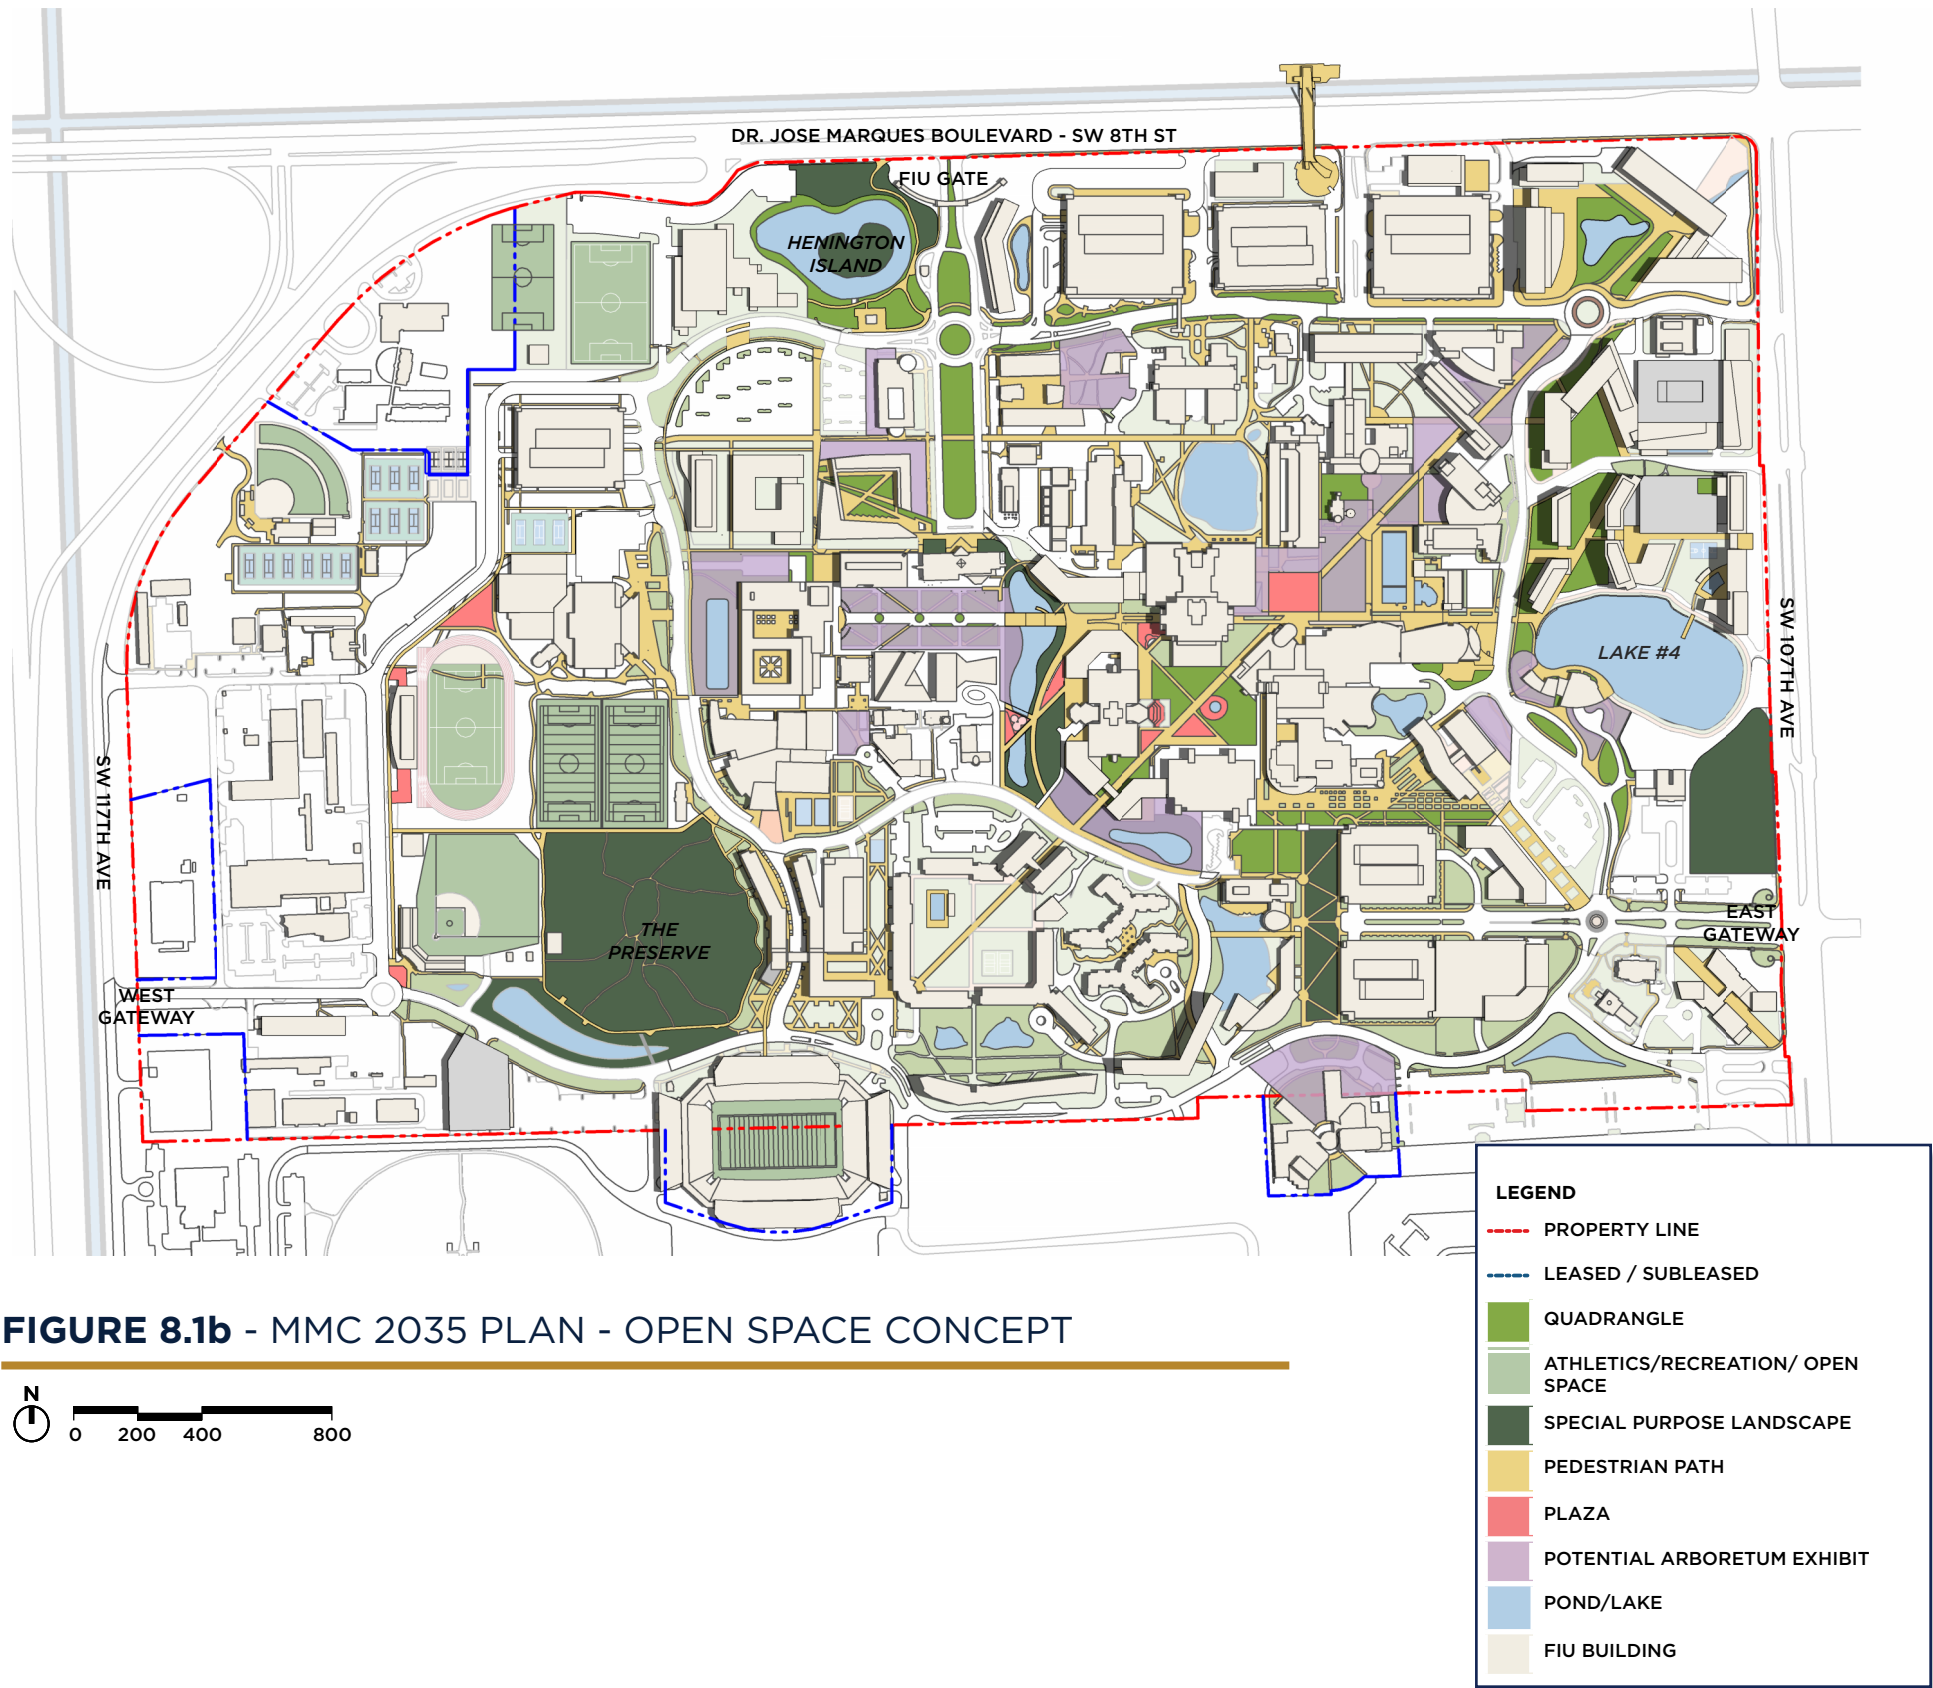 DR. JOSE MARQUES BOULEVARD - SW 8TH ST
FIU GATE
HENINGTON
ISLAND
LAKE #4
SW 107TH AVE
SW 117TH AVE
THE
PRESERVE
EAST
GATEWAY
WEST
GATEWAY
LEGEND
PROPERTY LINE
LEASED / SUBLEASED
QUADRANGLE
ATHLETICS/RECREATION/ OPEN
SPACE
SPECIAL PURPOSE LANDSCAPE
PEDESTRIAN PATH
PLAZA
POTENTIAL ARBORETUM EXHIBIT
POND/LAKE
FIU BUILDING
FIGURE 8.1b - MMC 2035 PLAN - OPEN SPACE CONCEPT
N
0 200 400 800